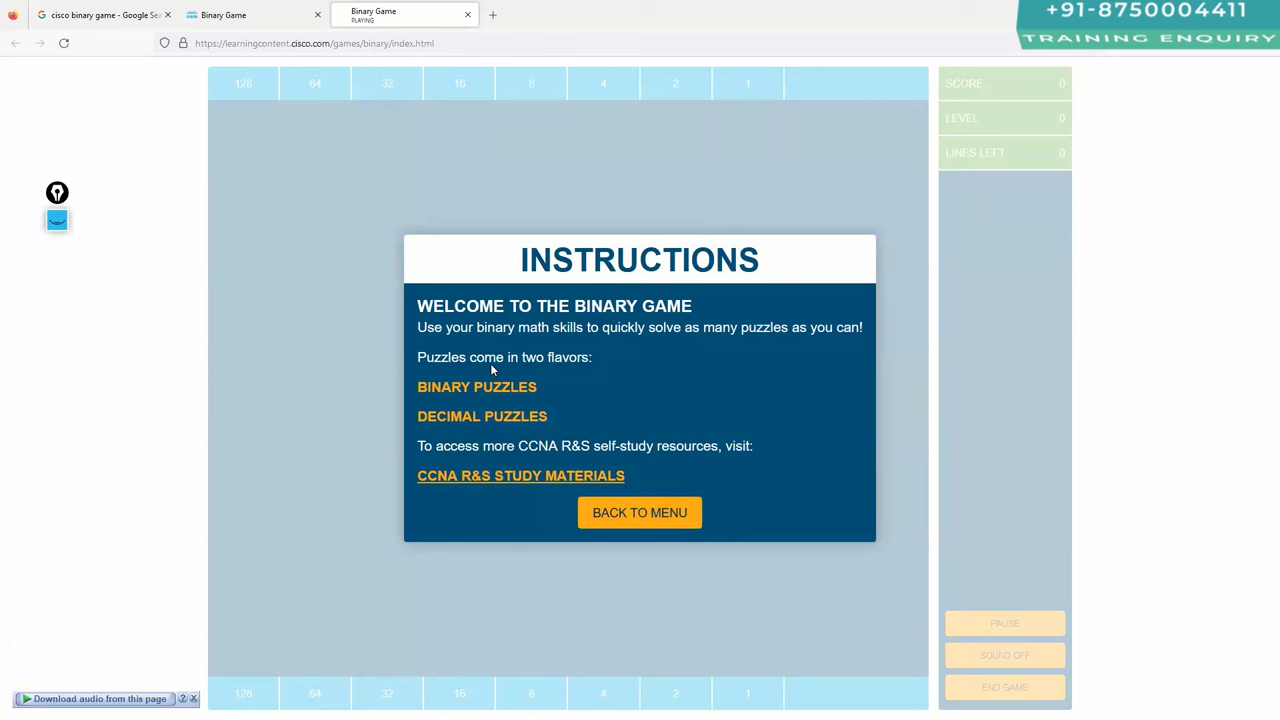 cisco binary game - Google Sea
Binary Game
Binary Game
PLAYING
+91-8750004411
TRAINING ENQUIRY
https://learningcontent.cisco.com/games/binary/index.html
128 64 32 16 8 4 2 1
SCORE 0
LEVEL 0
LINES LEFT 0
INSTRUCTIONS
WELCOME TO THE BINARY GAME
Use your binary math skills to quickly solve as many puzzles as you can!
Puzzles come in two flavors:
BINARY PUZZLES
DECIMAL PUZZLES
To access more CCNA R&S self-study resources, visit:
CCNA R&S STUDY MATERIALS
BACK TO MENU
PAUSE
SOUND OFF
END GAME
128 64 32 16 8 4 2 1
Download audio from this page ? X